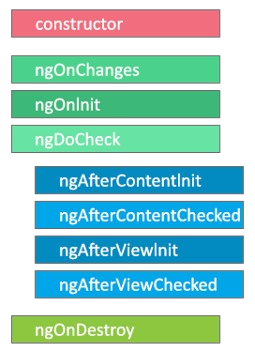 constructor
ngOnChanges
ngOnInit
ngDoCheck
ngAfterContentInit
ngAfterContentChecked
ngAfterViewInit
ngAfterViewChecked
ngOnDestroy